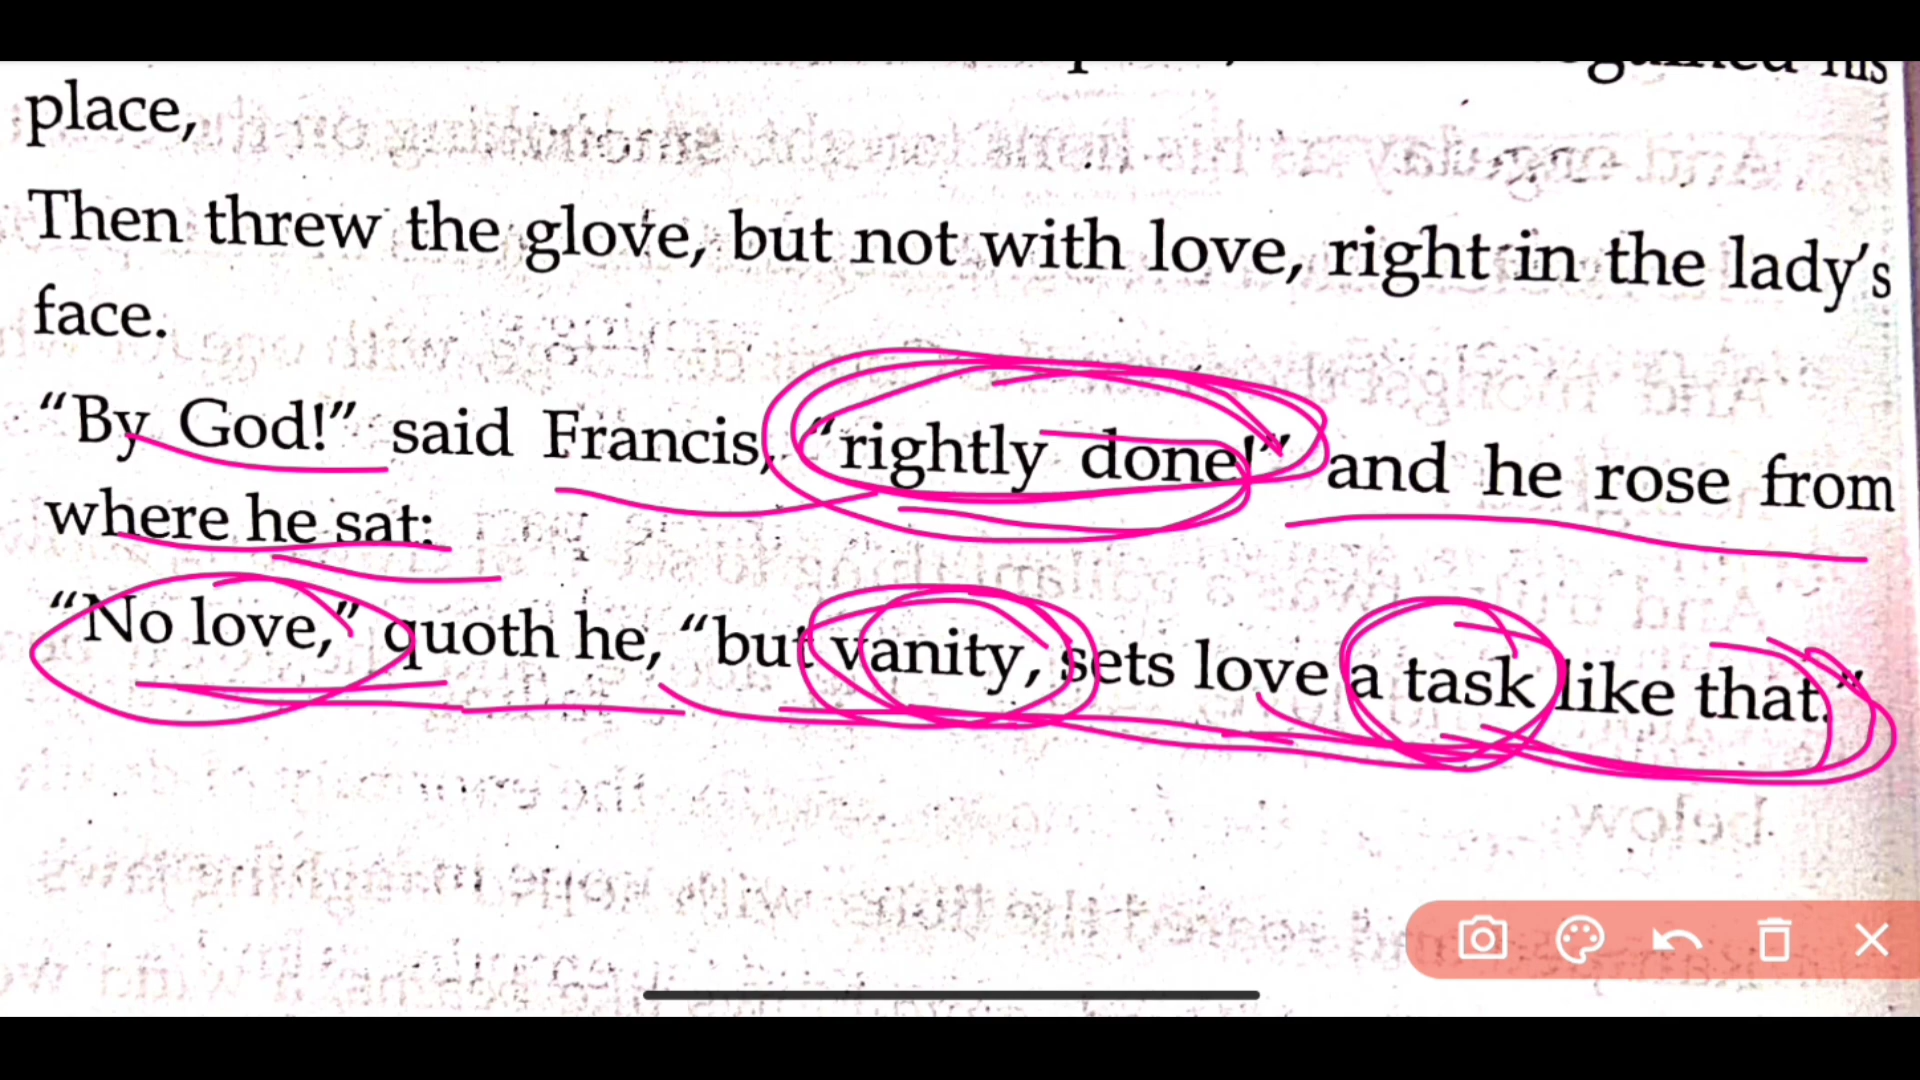 his
place,
Then threw the glove, but not with love, right in the lady's
face.
"By God!" said Francis, "rightly done!" and he rose from
where he sat:
"No love," quoth he, "but vanity, sets love a task like that."